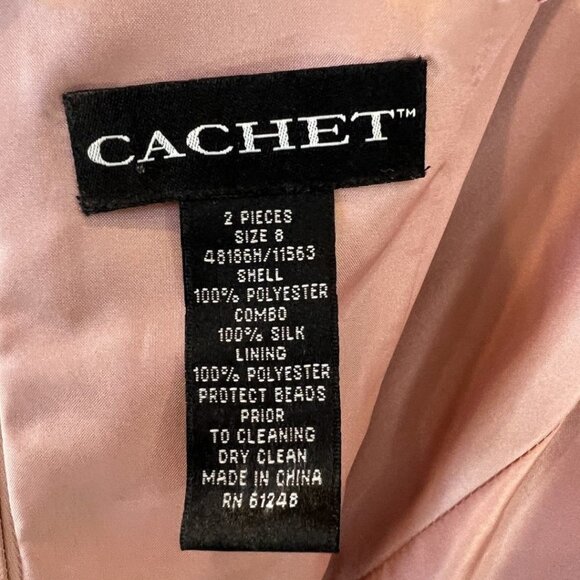 CACHET™
2 PIECES
SIZE 8
48186H/11563
SHELL
100% POLYESTER
COMBO
100% SILK
LINING
100% POLYESTER
PROTECT BEADS
PRIOR
TO CLEANING
DRY CLEAN
MADE IN CHINA
RN 61248